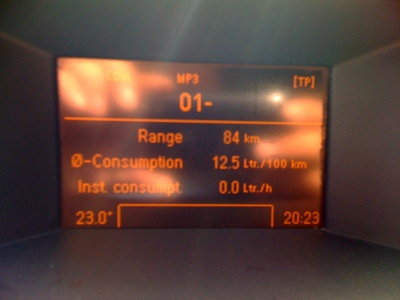 MP3
[TP]
01-
Range 84 km
Ø-Consumption 12.5 Ltr./100 km
Inst. consumpt. 0.0 Ltr./h
23.0° 20:23